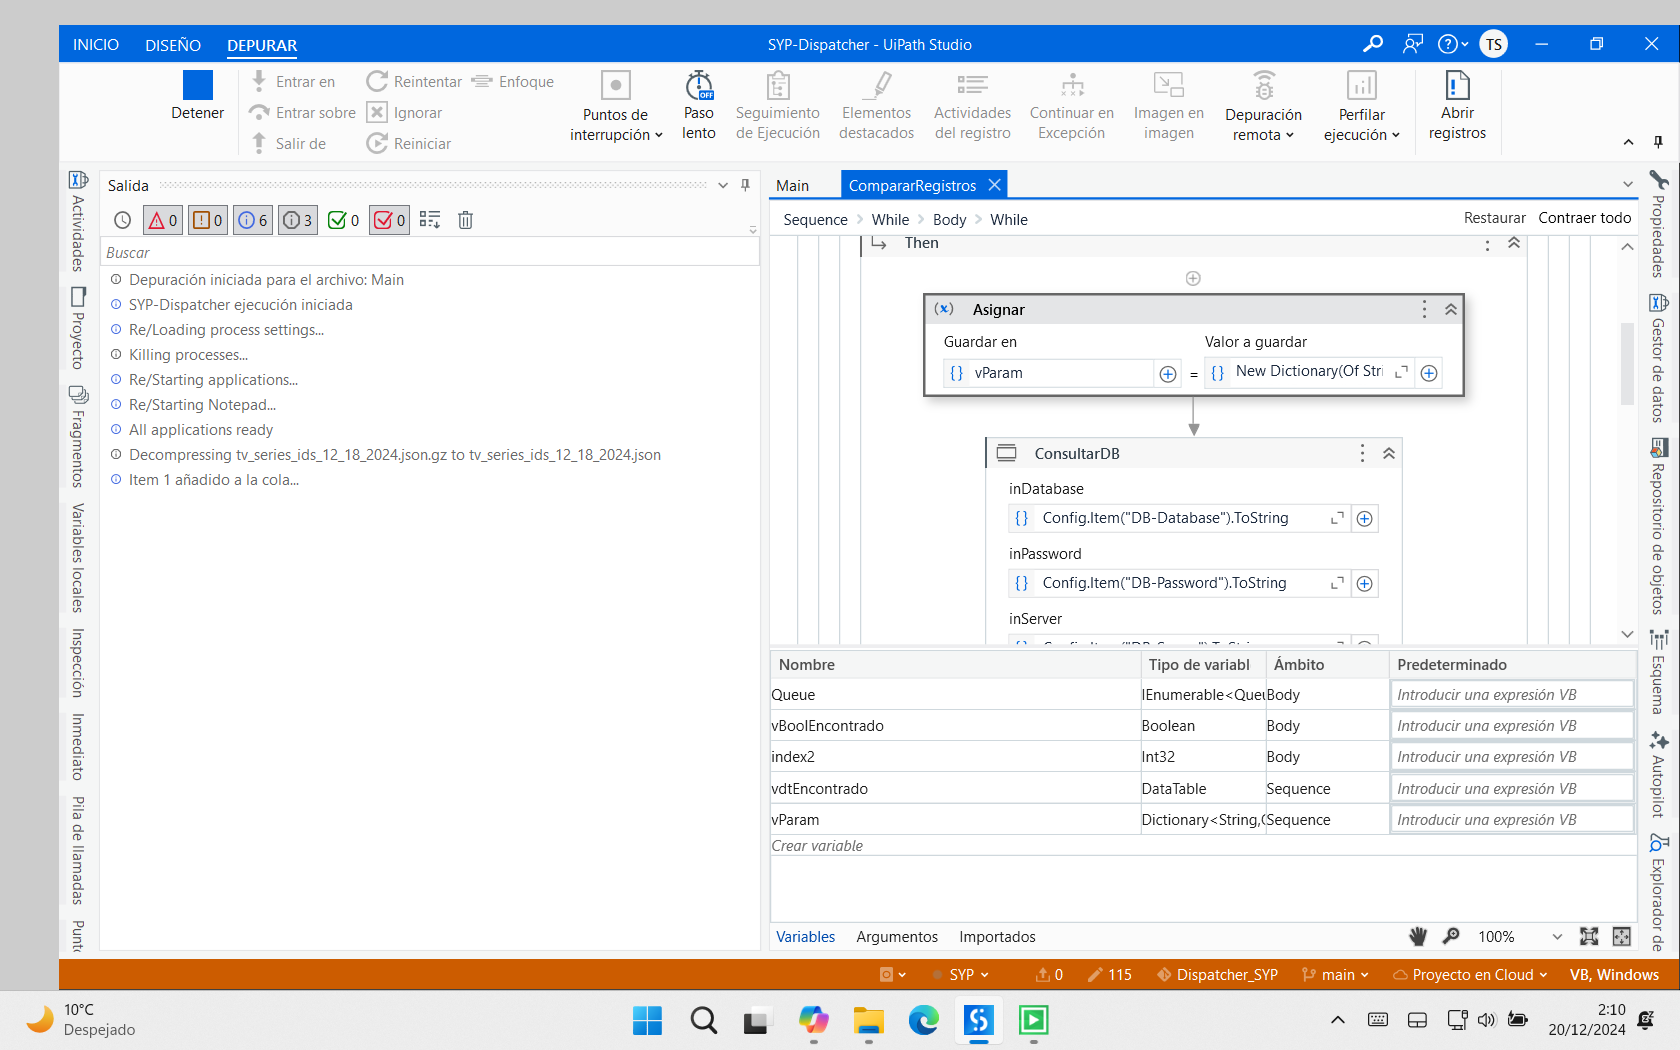 INICIO DISEÑO DEPURAR SYP-Dispatcher - UiPath Studio TS
Detener
Entrar en
Entrar sobre
Salir de
Reintentar
Ignorar
Reiniciar
Enfoque
Puntos de
interrupción
OFF
Paso
lento
Seguimiento
de Ejecución
Elementos
destacados
Actividades
del registro
Continuar en
Excepción
Imagen en
imagen
Depuración
remota
Perfilar
ejecución
Abrir
registros
Actividades
Proyecto
Fragmentos
Variables locales
Inspección
Inmediato
Pila de llamadas
Salida
0 0 6 3 0 0
Buscar
Depuración iniciada para el archivo: Main
SYP-Dispatcher ejecución iniciada
Re/Loading process settings...
Killing processes...
Re/Starting applications...
Re/Starting Notepad...
All applications ready
Decompressing tv_series_ids_12_18_2024.json.gz to tv_series_ids_12_18_2024.json
Item 1 añadido a la cola...
Main CompararRegistros
Sequence While Body While Restaurar Contraer todo
Then
Asignar
Guardar en Valor a guardar
vParam = New Dictionary(Of Stri
ConsultarDB
inDatabase
Config.Item("DB-Database").ToString
inPassword
Config.Item("DB-Password").ToString
inServer
Nombre Tipo de variabl Ámbito Predeterminado
Queue IEnumerable<Queu Body Introducir una expresión VB
vBoolEncontrado Boolean Body Introducir una expresión VB
index2 Int32 Body Introducir una expresión VB
vdtEncontrado DataTable Sequence Introducir una expresión VB
vParam Dictionary<String,O Sequence Introducir una expresión VB
Crear variable
Variables Argumentos Importados 100%
Propiedades
Gestor de datos
Repositorio de objetos
Esquema
Autopilot
Explorador de
SYP 0 115 Dispatcher_SYP main Proyecto en Cloud VB, Windows
10°C
Despejado
2:10
20/12/2024